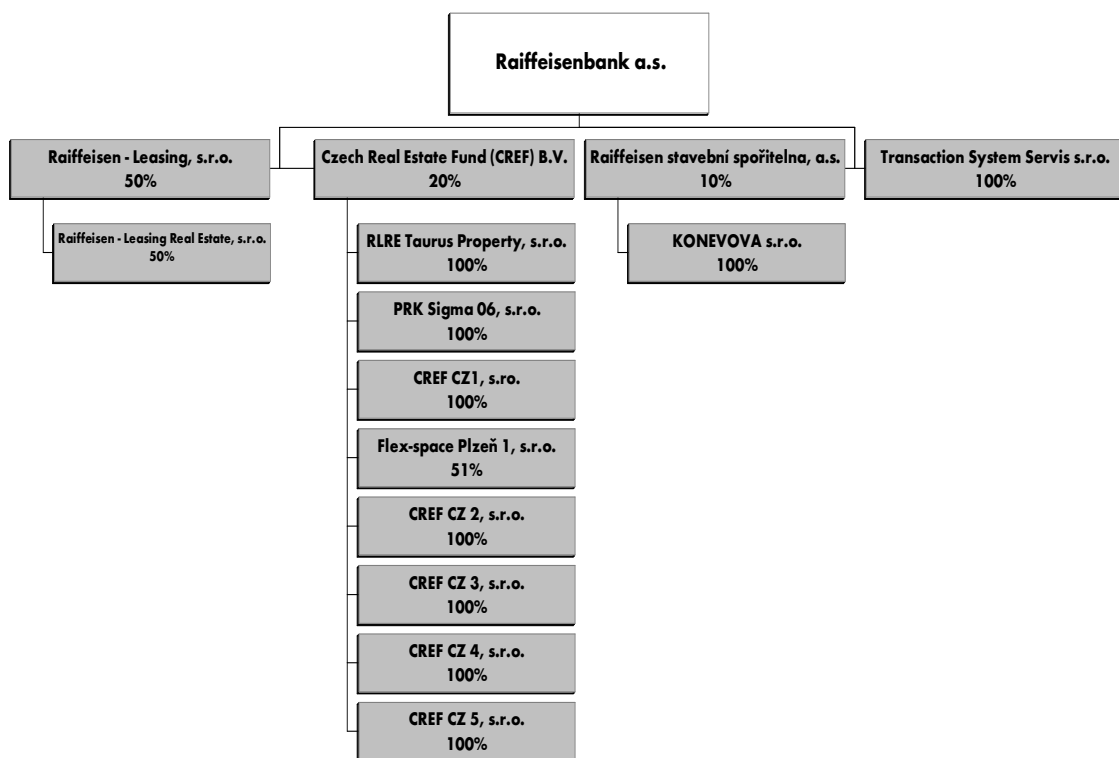 Raiffeisenbank a.s.
Raiffeisen - Leasing, s.r.o.
50%
Czech Real Estate Fund (CREF) B.V.
20%
Raiffeisen stavební spořitelna, a.s.
10%
Transaction System Servis s.r.o.
100%
Raiffeisen - Leasing Real Estate, s.r.o.
50%
RLRE Taurus Property, s.r.o.
100%
PRK Sigma 06, s.r.o.
100%
CREF CZ1, s.ro.
100%
Flex-space Plzeň 1, s.r.o.
51%
CREF CZ 2, s.r.o.
100%
CREF CZ 3, s.r.o.
100%
CREF CZ 4, s.r.o.
100%
CREF CZ 5, s.r.o.
100%
KONEVOVA s.r.o.
100%